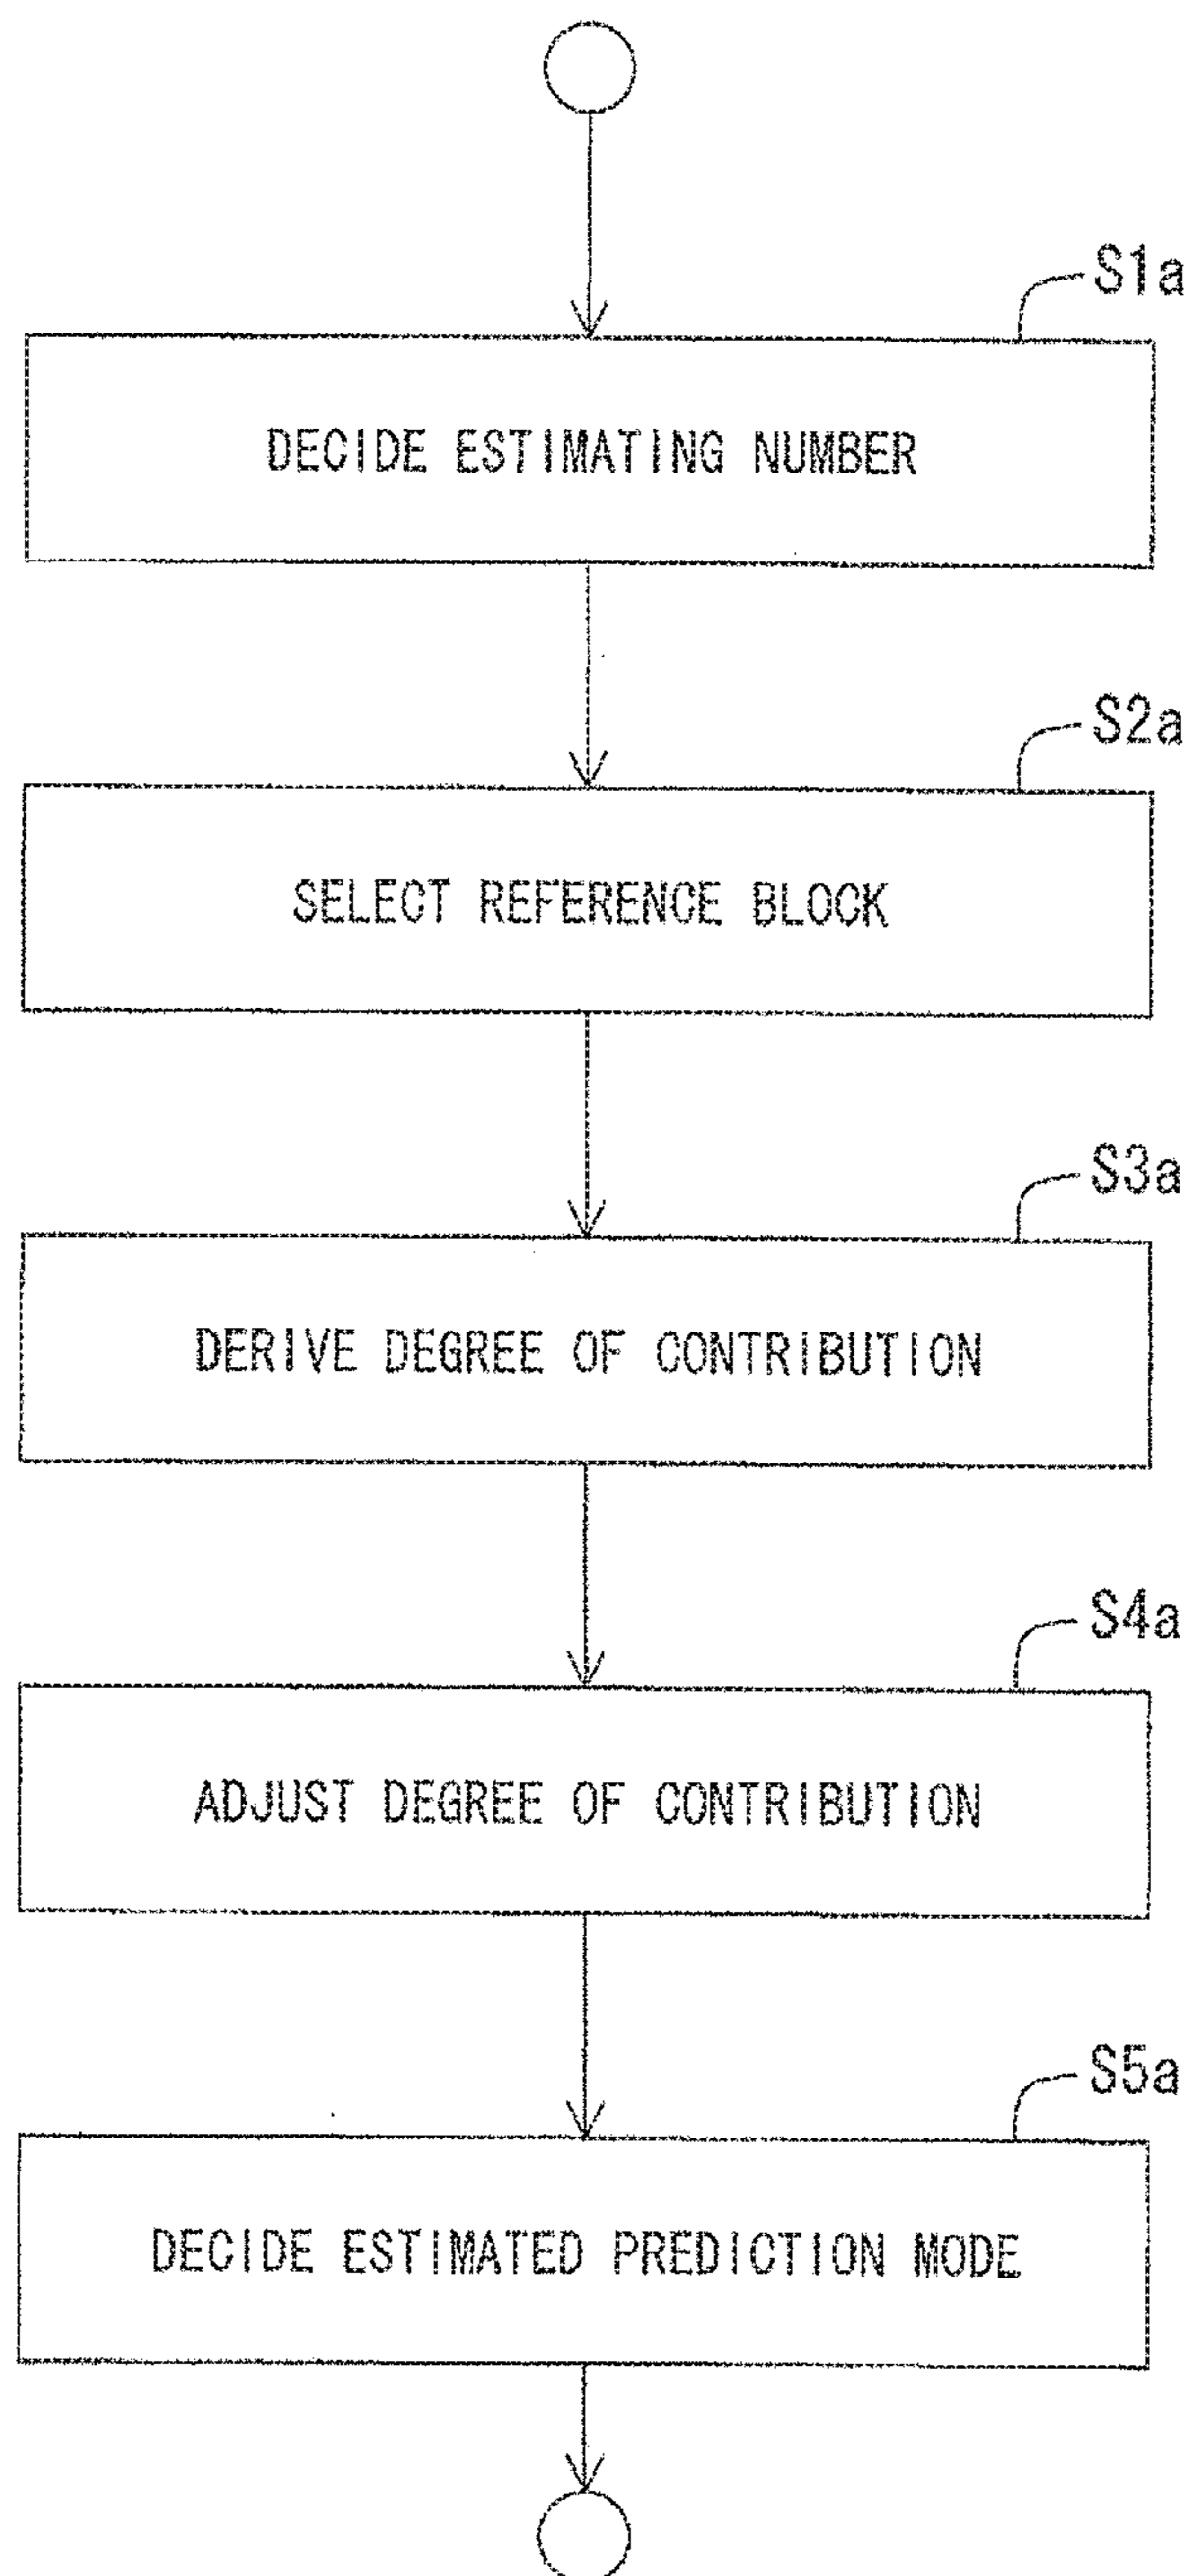 S1a
DECIDE ESTIMATING NUMBER
S2a
SELECT REFERENCE BLOCK
S3a
DERIVE DEGREE OF CONTRIBUTION
S4a
ADJUST DEGREE OF CONTRIBUTION
S5a
DECIDE ESTIMATED PREDICTION MODE